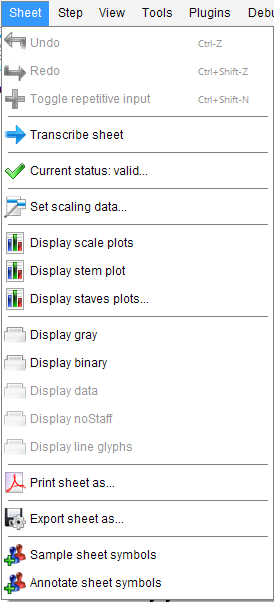 Sheet Step View Tools Plugins Debu
Undo Ctrl-Z
Redo Ctrl+Shift-Z
Toggle repetitive input Ctrl+Shift-N
Transcribe sheet
Current status: valid...
Set scaling data...
Display scale plots
Display stem plot
Display staves plots...
Display gray
Display binary
Display data
Display noStaff
Display line glyphs
Print sheet as...
Export sheet as...
Sample sheet symbols
Annotate sheet symbols